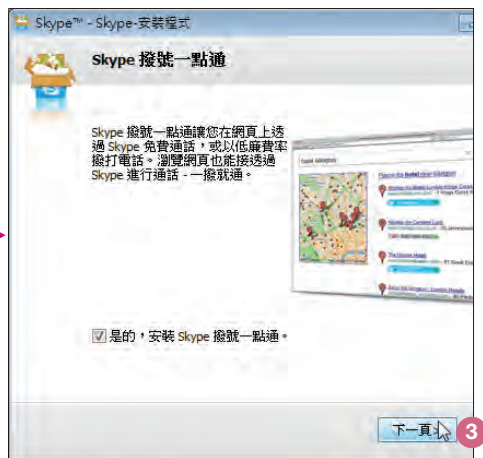 Skype™ - Skype-安裝程式
Skype 撥號一點通
Skype 撥號一點通讓您在網頁上透
過 Skype 免費通話，或以低廉費率
撥打電話。瀏覽網頁也能接透過
Skype 進行通話 - 一撥就通。
是的，安裝 Skype 撥號一點通。
下一頁
3